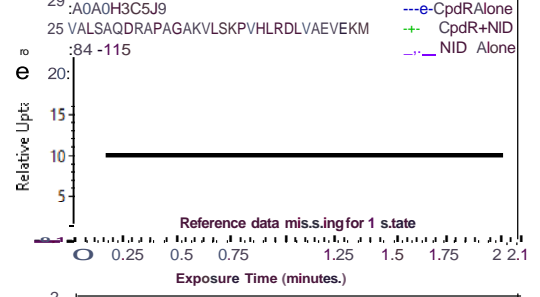 :A0A0H3C5J9
VALSAQDRAPAGAKVLSKPVHLRDLVAEVEKM
:84 -115
---e-CpdRAlone
-+- CpdR+NID
_,.__ NID Alone
25
20:
15
10
5
Relative Upt
Reference data mis.s.ingfor 1 s.tate
O 0.25 0.5 0.75 1.25 1.5 1.75 2 2.1
Exposure Time (minutes.)